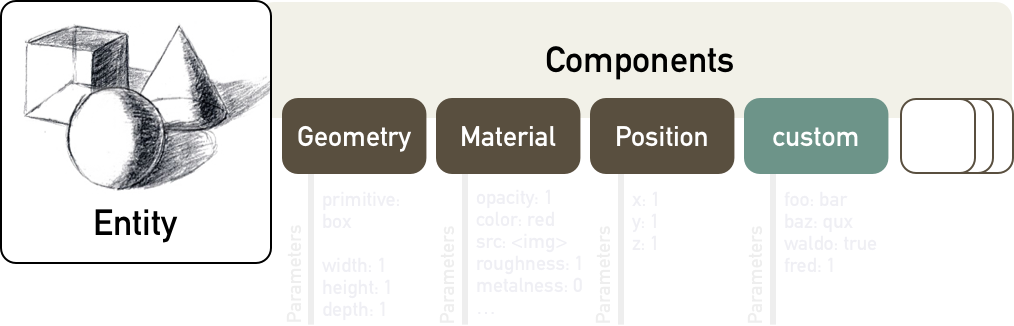 Components
Entity
Geometry
Material
Position
custom
Parameters
primitive:
box
width: 1
height: 1
depth: 1
Parameters
opacity: 1
color: red
src: <img>
roughness: 1
metalness: 0
...
Parameters
x: 1
y: 1
z: 1
Parameters
foo: bar
baz: qux
waldo: true
fred: 1